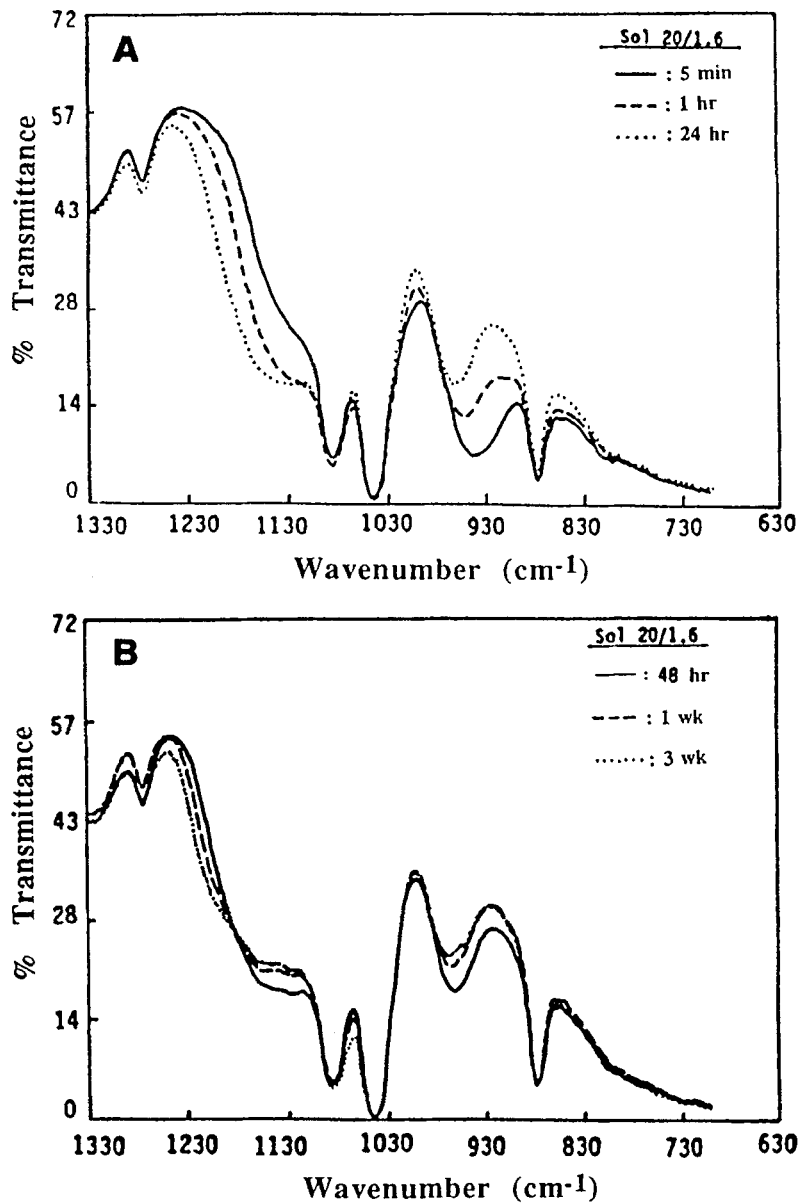 A
Sol 20/1.6
: 5 min
: 1 hr
: 24 hr
% Transmittance
72
57
43
28
14
0
1330 1230 1130 1030 930 830 730 630
Wavenumber (cm-1)
B
Sol 20/1.6
: 48 hr
: 1 wk
: 3 wk
% Transmittance
72
57
43
28
14
0
1330 1230 1130 1030 930 830 730 630
Wavenumber (cm-1)